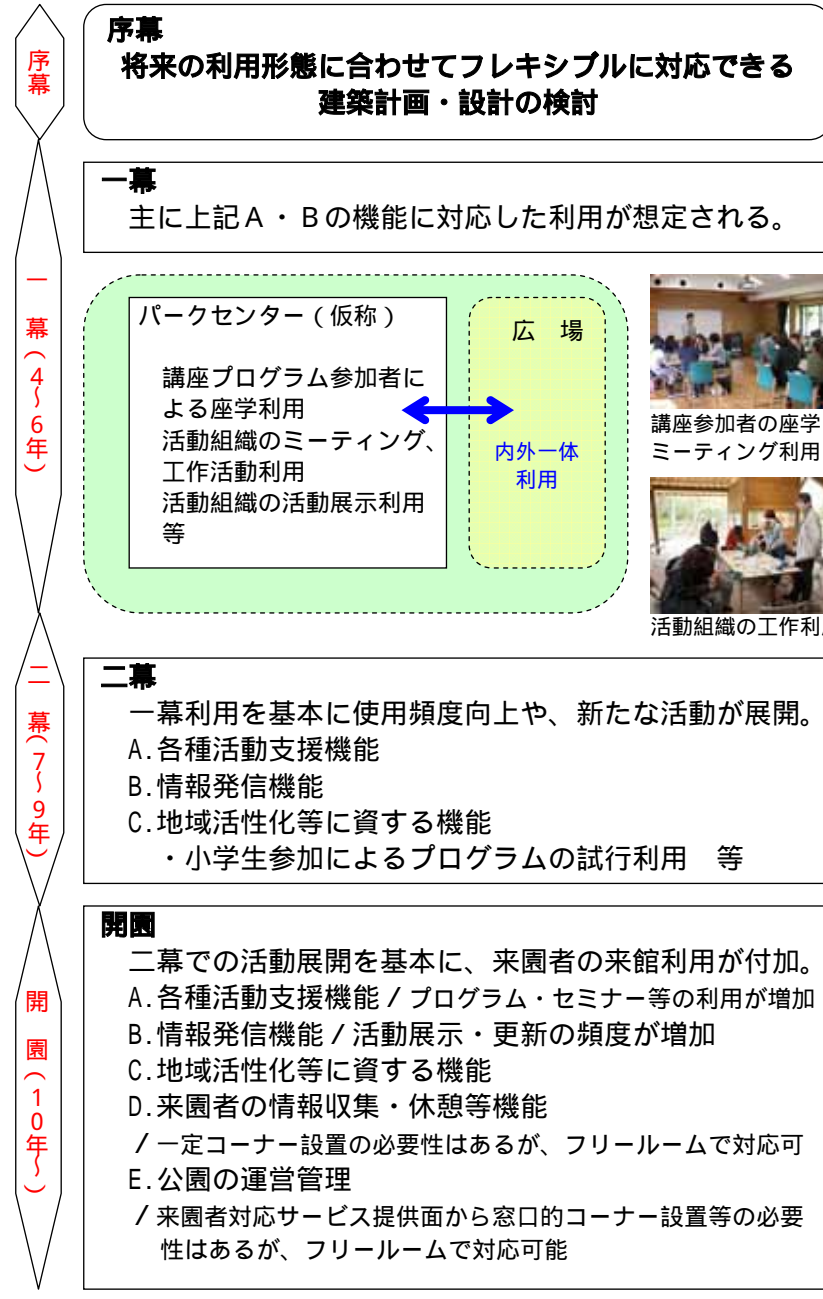 序幕
序幕
将来の利用形態に合わせてフレキシブルに対応できる
建築計画・設計の検討
一幕(4～6年)
一幕
主に上記A・Bの機能に対応した利用が想定される。
パークセンター(仮称)
講座プログラム参加者に
よる座学利用
活動組織のミーティング、
工作活動利用
活動組織の活動展示利用
等
広 場
内外一体
利用
講座参加者の座学
ミーティング利用
活動組織の工作利
二幕(7～9年)
二幕
一幕利用を基本に使用頻度向上や、新たな活動が展開。
A.各種活動支援機能
B.情報発信機能
C.地域活性化等に資する機能
・小学生参加によるプログラムの試行利用 等
開園(10年～)
開園
二幕での活動展開を基本に、来園者の来館利用が付加。
A.各種活動支援機能/プログラム・セミナー等の利用が増加
B.情報発信機能/活動展示・更新の頻度が増加
C.地域活性化等に資する機能
D.来園者の情報収集・休憩等機能
/一定コーナー設置の必要性はあるが、フリールームで対応可
E.公園の運営管理
/来園者対応サービス提供面から窓口的コーナー設置等の必要
性はあるが、フリールームで対応可能